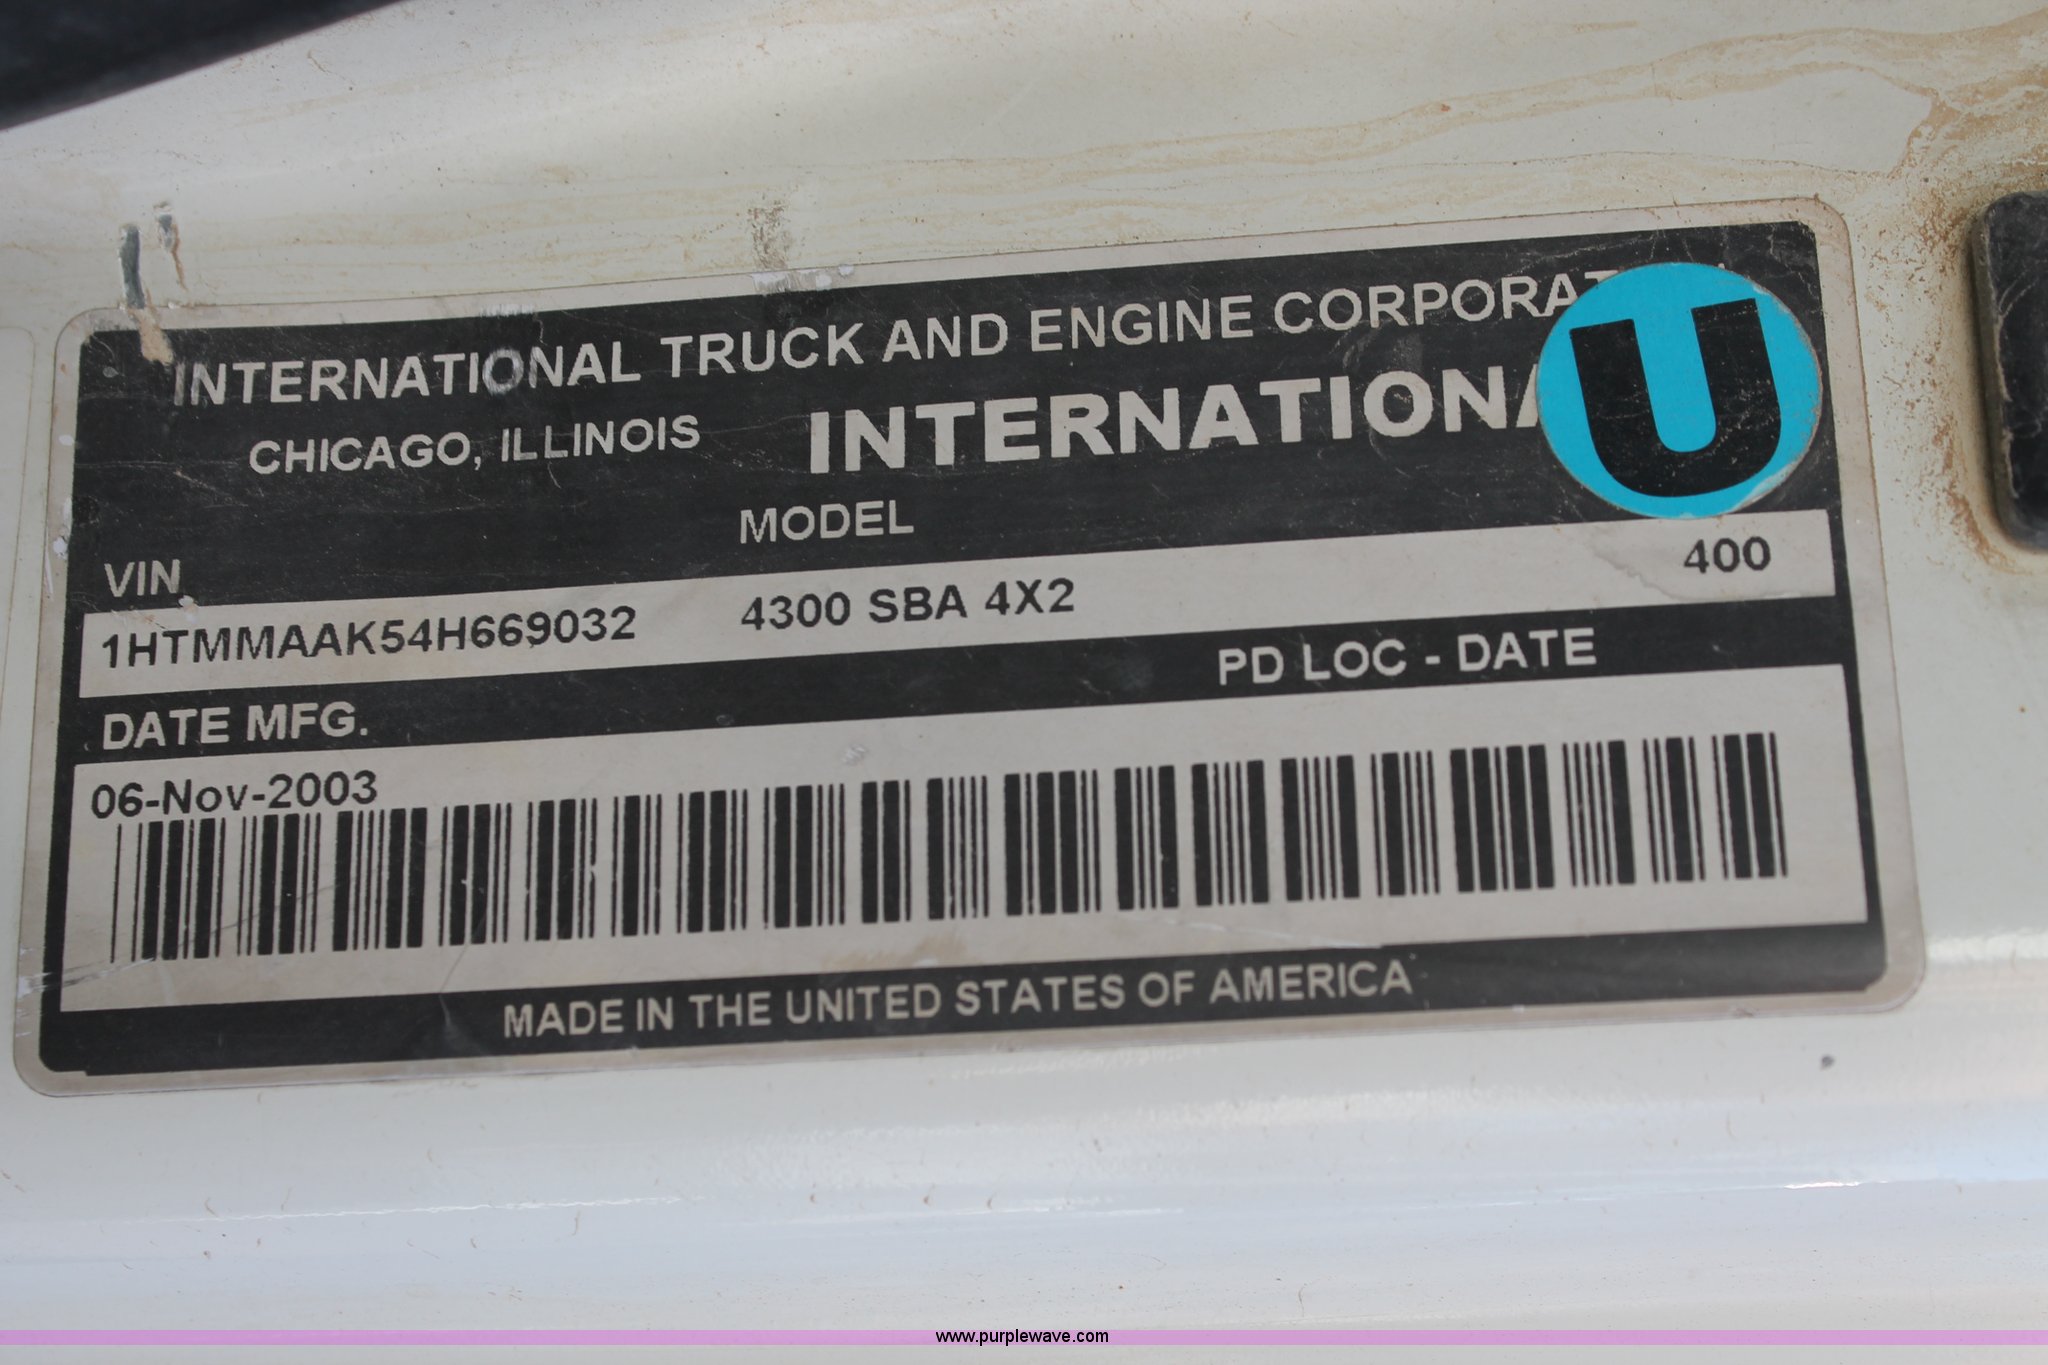 INTERNATIONAL TRUCK AND ENGINE CORPORAT
CHICAGO, ILLINOIS
INTERNATIONA
U
VIN
MODEL
1HTMMAAK54H669032 4300 SBA 4X2 400
DATE MFG. PD LOC - DATE
06-Nov-2003
MADE IN THE UNITED STATES OF AMERICA
www.purplewave.com